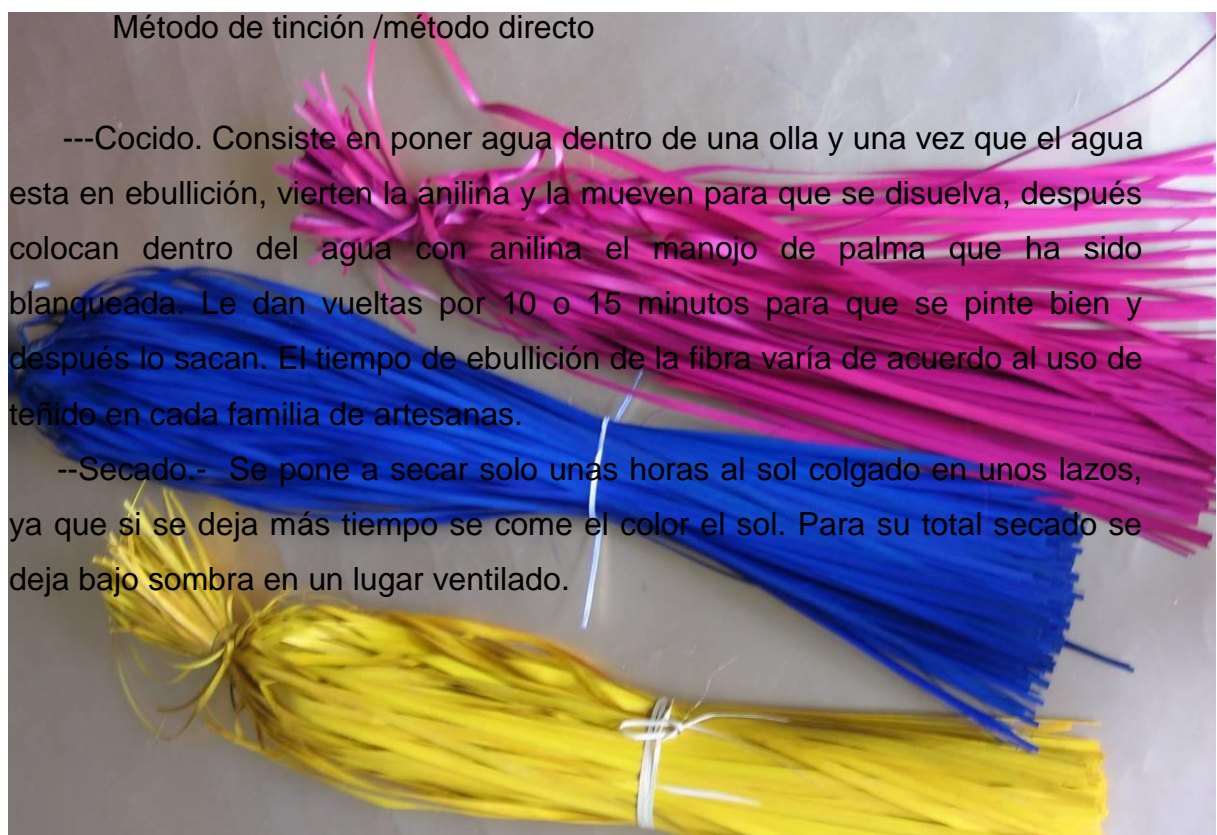 Método de tinción /método directo
---Cocido. Consiste en poner agua dentro de una olla y una vez que el agua
esta en ebullición, vierten la anilina y la mueven para que se disuelva, después
colocan dentro del agua con anilina el manojo de palma que ha sido
blanqueada. Le dan vueltas por 10 o 15 minutos para que se pinte bien y
después lo sacan. El tiempo de ebullición de la fibra varía de acuerdo al uso de
teñido en cada familia de artesanas.
--Secado.- Se pone a secar solo unas horas al sol colgado en unos lazos,
ya que si se deja más tiempo se come el color el sol. Para su total secado se
deja bajo sombra en un lugar ventilado.